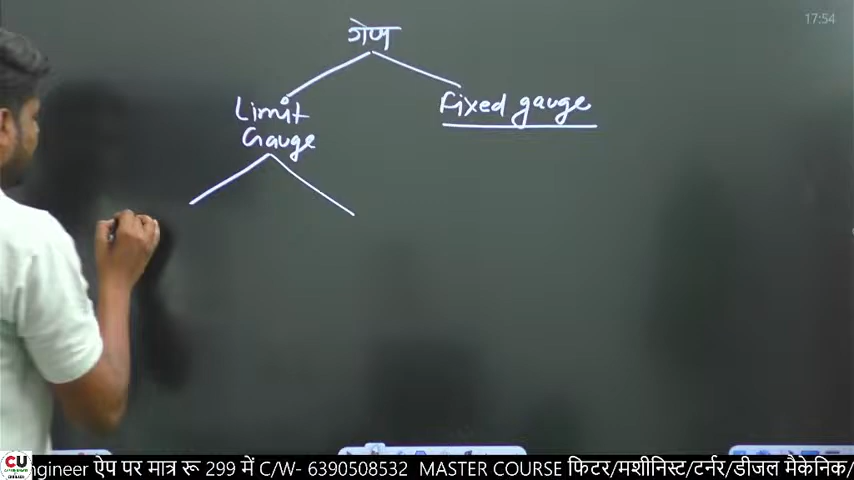 17:54
गेज
Limit
Gauge
Fixed gauge
CU
ngineer ऐप पर मात्र रू 299 में C/W- 6390508532 MASTER COURSE फिटर/मशीनिस्ट/टर्नर/डीजल मैकेनिक/